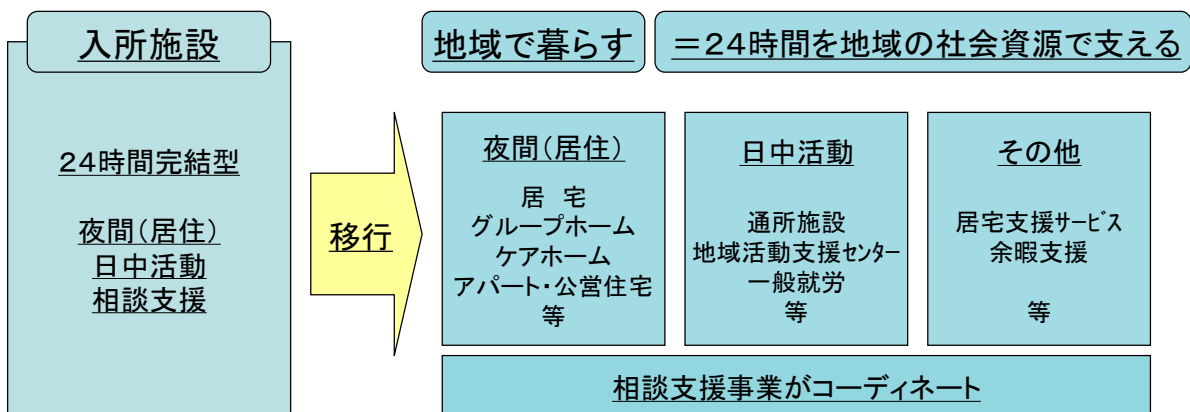 入所施設
24時間完結型
夜間(居住)
日中活動
相談支援
移行
地域で暮らす
=24時間を地域の社会資源で支える
夜間(居住)
居 宅
グループホーム
ケアホーム
アパート・公営住宅
等
日中活動
通所施設
地域活動支援センター
一般就労
等
その他
居宅支援サービス
余暇支援
等
相談支援事業がコーディネート